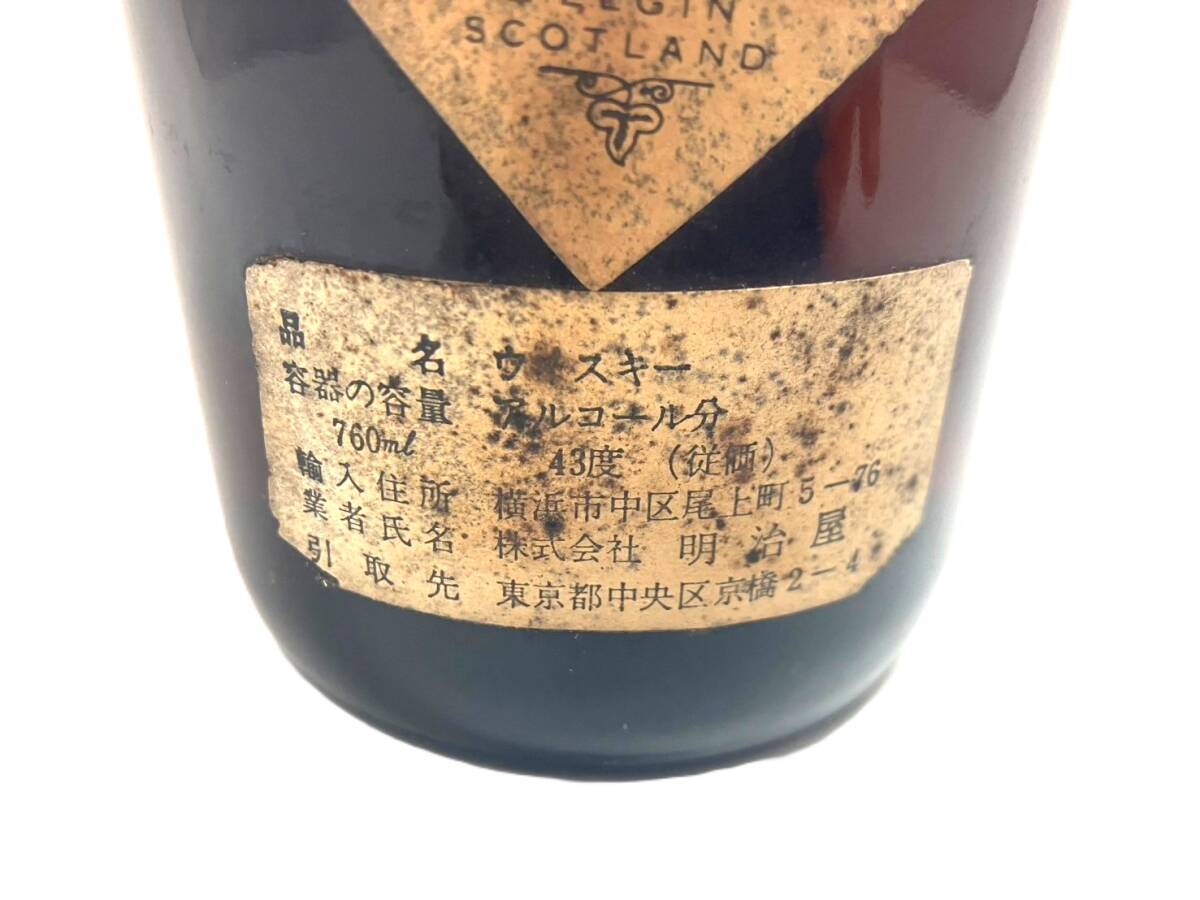 ELGIN
SCOTLAND
品名 ウィスキー
容器の容量 アルコール分
760ml 43度 (従価)
輸入住所 横浜市中区尾上町5-76
業者氏名 株式会社 明治屋
引取先 東京都中央区京橋2-4